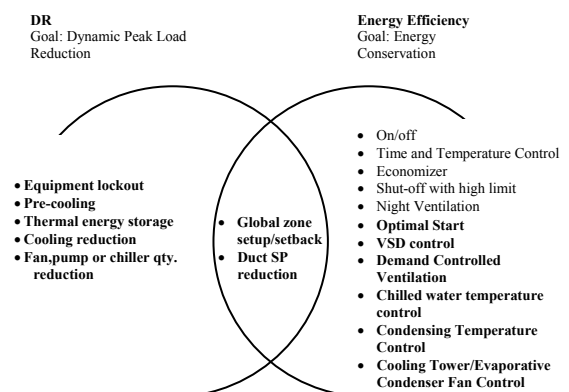 DR
Goal: Dynamic Peak Load
Reduction
Energy Efficiency
Goal: Energy
Conservation
• Equipment lockout
• Pre-cooling
• Thermal energy storage
• Cooling reduction
• Fan,pump or chiller qty.
reduction
• Global zone
setup/setback
• Duct SP
reduction
• On/off
• Time and Temperature Control
• Economizer
• Shut-off with high limit
• Night Ventilation
• Optimal Start
• VSD control
• Demand Controlled
Ventilation
• Chilled water temperature
control
• Condensing Temperature
Control
• Cooling Tower/Evaporative
Condenser Fan Control